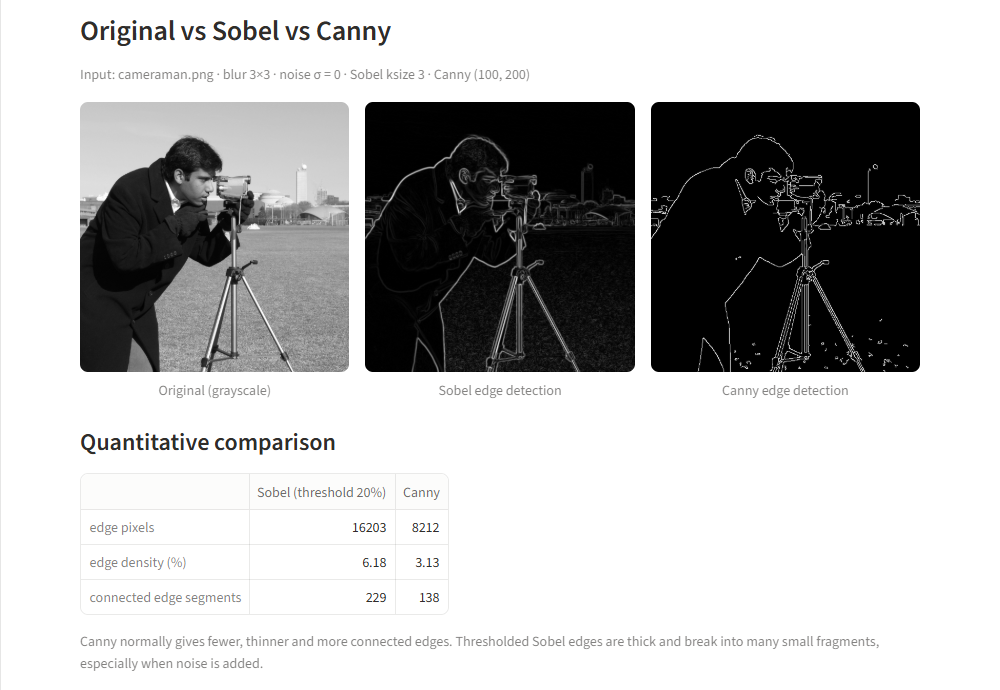 Original vs Sobel vs Canny
Input: cameraman.png · blur 3×3 · noise σ = 0 · Sobel ksize 3 · Canny (100, 200)
Original (grayscale)
Sobel edge detection
Canny edge detection
Quantitative comparison
Sobel (threshold 20%) Canny
edge pixels 16203 8212
edge density (%) 6.18 3.13
connected edge segments 229 138
Canny normally gives fewer, thinner and more connected edges. Thresholded Sobel edges are thick and break into many small fragments,
especially when noise is added.